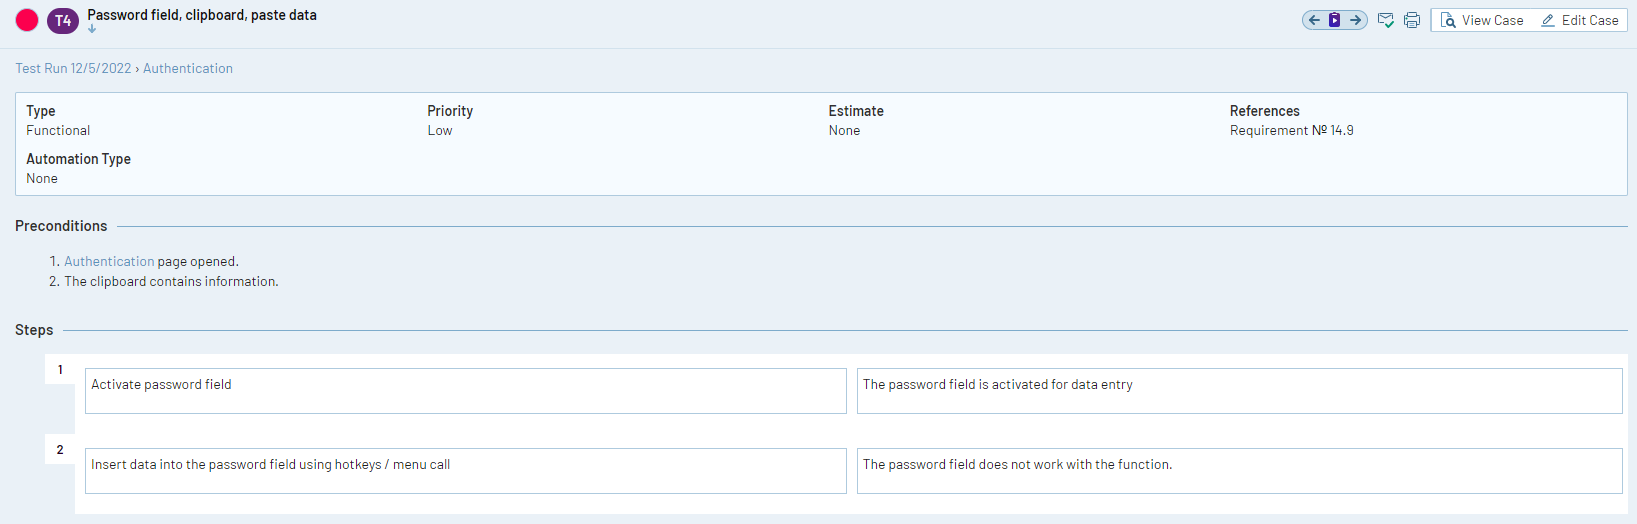 T4
Password field, clipboard, paste data
View Case
Edit Case
Test Run 12/5/2022 › Authentication
Type
Priority
Estimate
References
Functional
Low
None
Requirement № 14.9
Automation Type
None
Preconditions
1. Authentication page opened.
2. The clipboard contains information.
Steps
1
Activate password field
The password field is activated for data entry
2
Insert data into the password field using hotkeys / menu call
The password field does not work with the function.